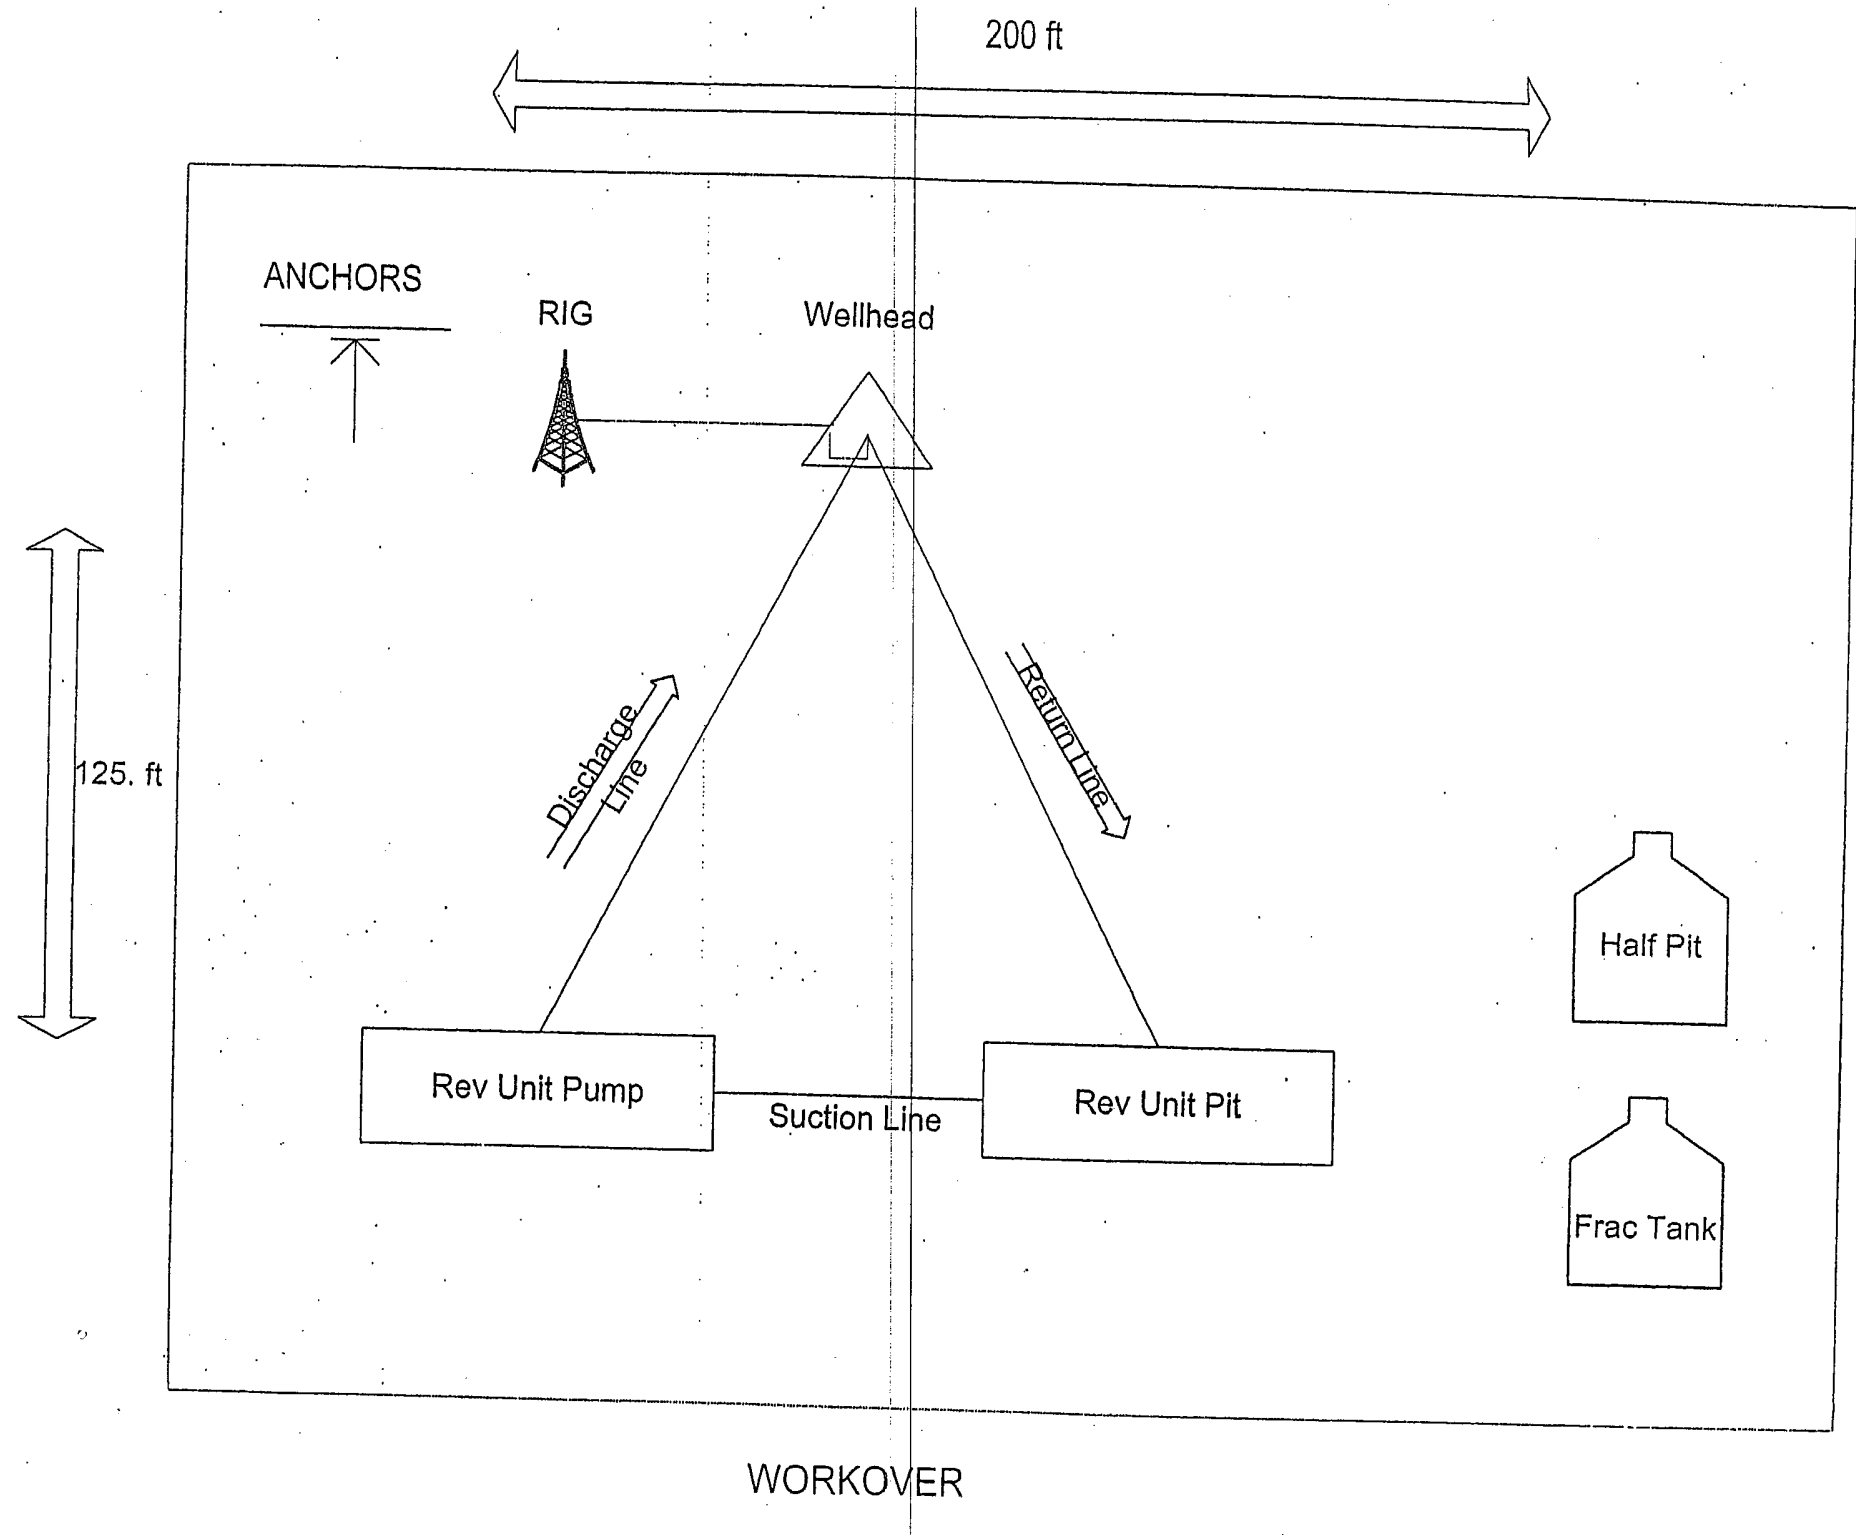 200 ft
ANCHORS
RIG
Wellhead
Discharge
Line
Return Line
125. ft
Half Pit
Rev Unit Pump
Suction Line
Rev Unit Pit
Frac Tank
WORKOVER